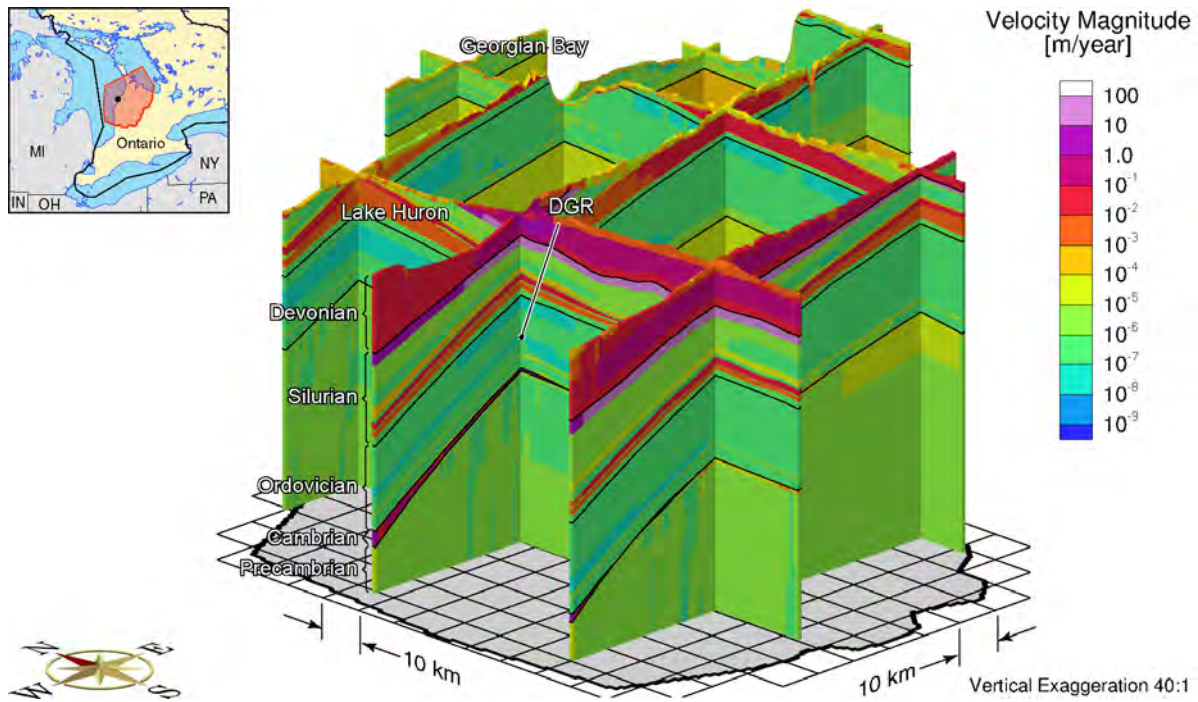 MI
Ontario
NY
PA
IN
OH
Georgian Bay
Lake Huron
DGR
Devonian
Silurian
Ordovician
Cambrian
Precambrian
Velocity Magnitude
[m/year]
100
10
1.0
10⁻¹
10⁻²
10⁻³
10⁻⁴
10⁻⁵
10⁻⁶
10⁻⁷
10⁻⁸
10⁻⁹
N
E
W
S
10 km
10 km
Vertical Exaggeration 40:1